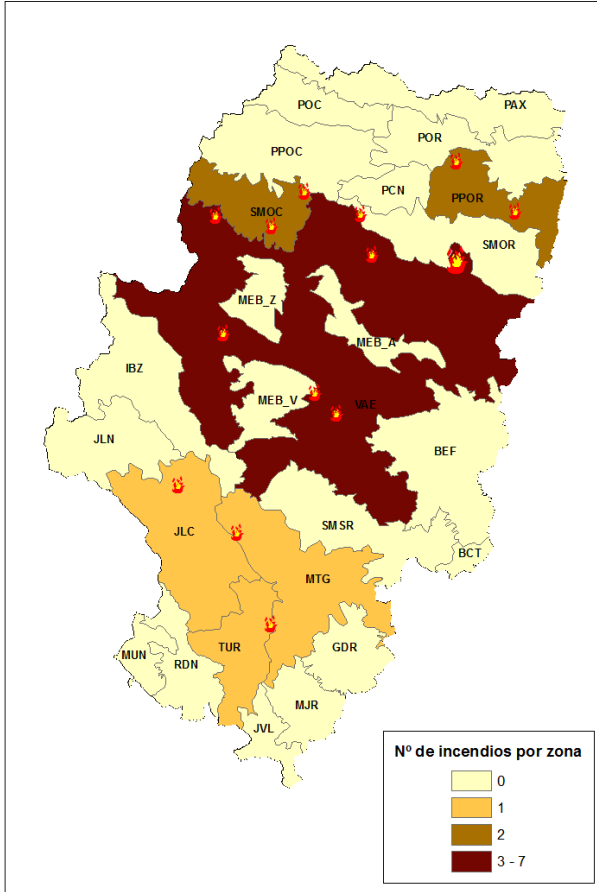 POC
PAX
POR
PPOC
PCN
PPOR
SMOC
SMOR
MEB_Z
MEB_A
IBZ
MEB_V
VAE
JLN
BEF
SMSR
JLC
BCT
MTG
TUR
GDR
MUN
RDN
MJR
JVL
Nº de incendios por zona
0
1
2
3 - 7